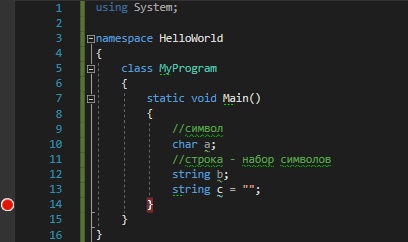 1 using System;
2
3 namespace HelloWorld
4 {
5 class MyProgram
6 {
7 static void Main()
8 {
9 //символ
10 char a;
11 //строка - набор символов
12 string b;
13 string c = "";
14 }
15 }
16 }